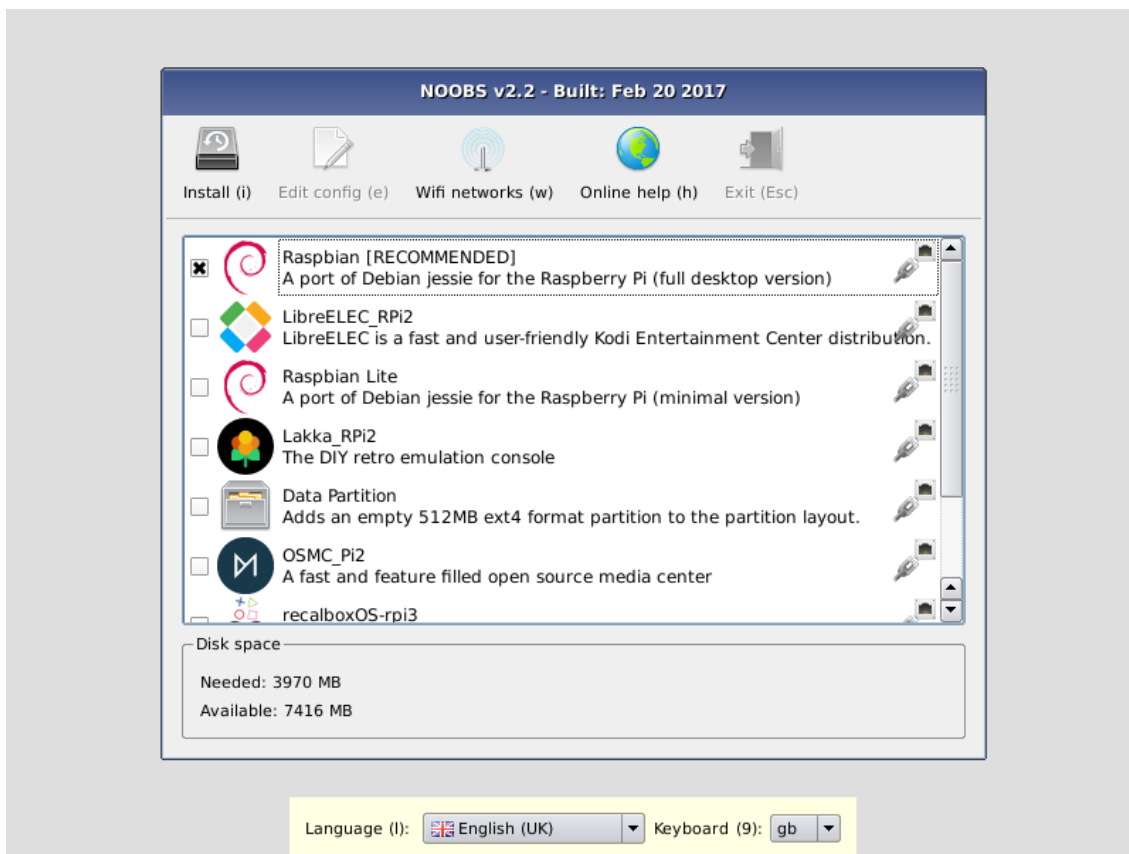 NOOBS v2.2 - Built: Feb 20 2017
Install (i) Edit config (e) Wifi networks (w) Online help (h) Exit (Esc)
Raspbian [RECOMMENDED]
A port of Debian jessie for the Raspberry Pi (full desktop version)
LibreELEC_RPi2
LibreELEC is a fast and user-friendly Kodi Entertainment Center distribution.
Raspbian Lite
A port of Debian jessie for the Raspberry Pi (minimal version)
Lakka_RPi2
The DIY retro emulation console
Data Partition
Adds an empty 512MB ext4 format partition to the partition layout.
OSMC_Pi2
A fast and feature filled open source media center
recalboxOS-rpi3
Disk space
Needed: 3970 MB
Available: 7416 MB
Language (l): English (UK) Keyboard (9): gb